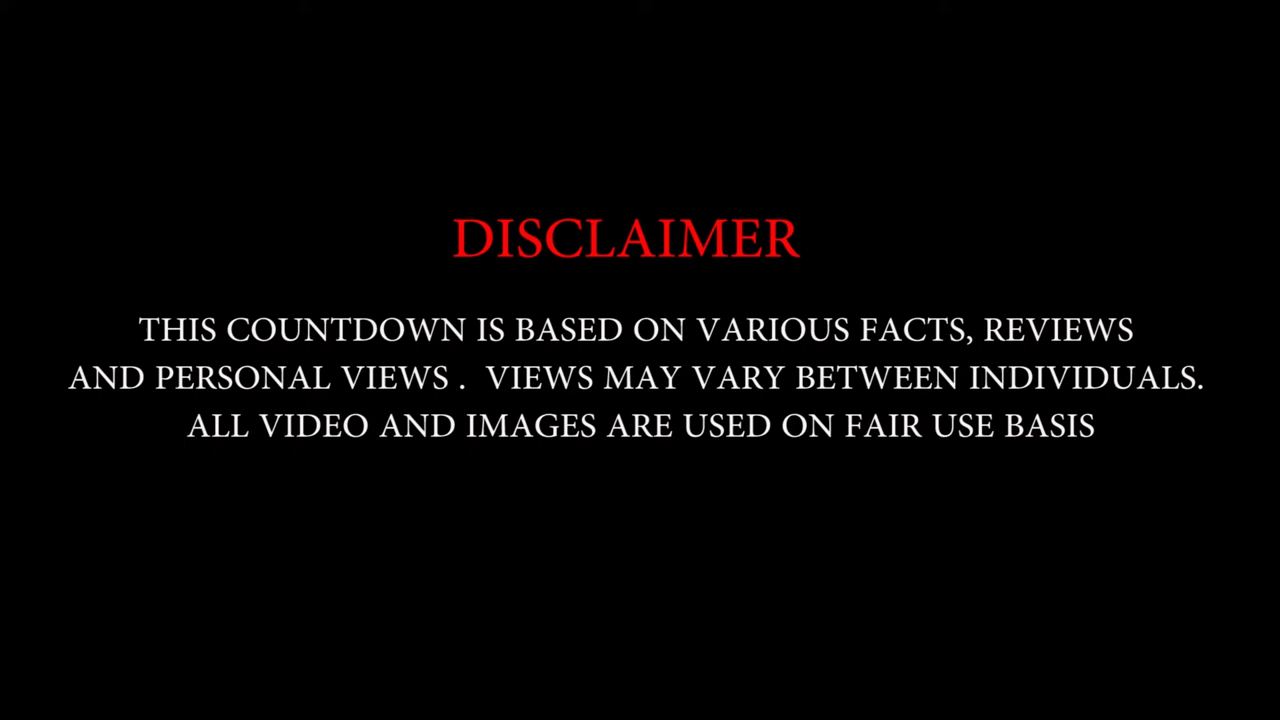 DISCLAIMER
THIS COUNTDOWN IS BASED ON VARIOUS FACTS, REVIEWS
AND PERSONAL VIEWS .  VIEWS MAY VARY BETWEEN INDIVIDUALS.
ALL VIDEO AND IMAGES ARE USED ON FAIR USE BASIS